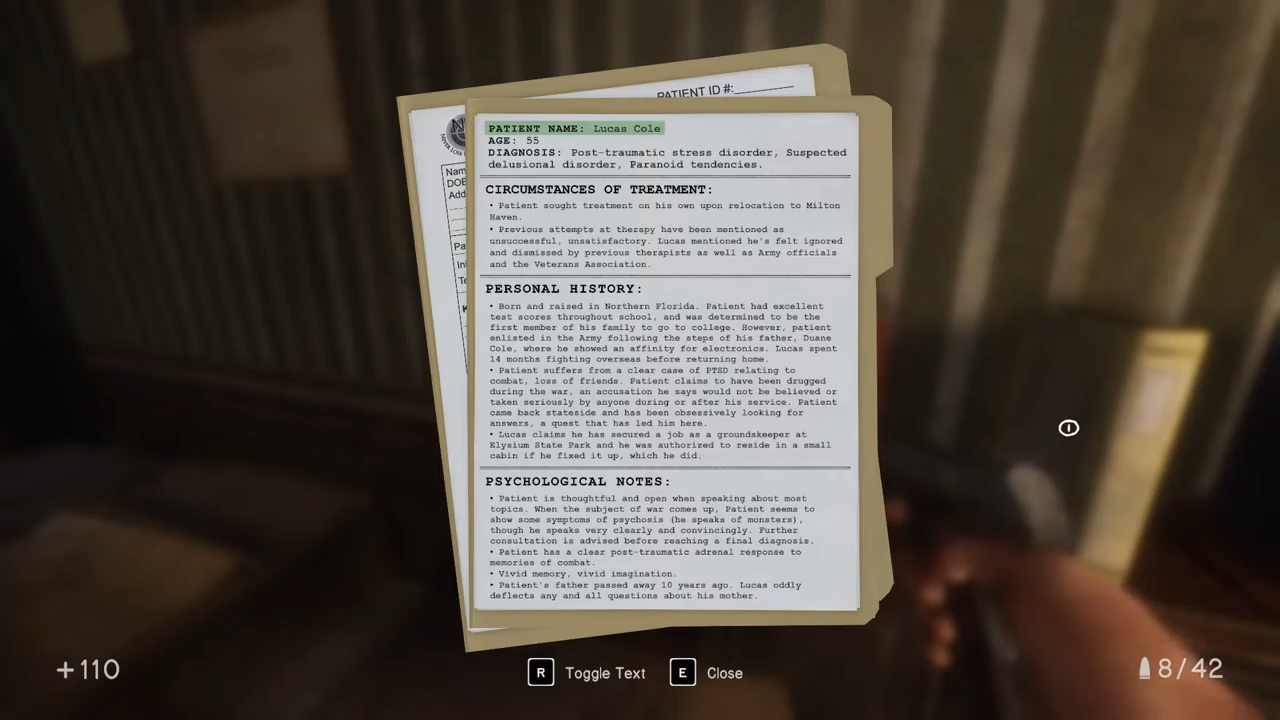 PATIENT ID #:
PATIENT NAME: Lucas Cole
AGE: 55
DIAGNOSIS: Post-traumatic stress disorder, Suspected
delusional disorder, Paranoid tendencies.
CIRCUMSTANCES OF TREATMENT:
• Patient sought treatment on his own upon relocation to Milton
Haven.
• Previous attempts at therapy have been mentioned as
unsuccessful, unsatisfactory. Lucas mentioned he's felt ignored
and dismissed by previous therapists as well as Army officials
and the Veterans Association.
PERSONAL HISTORY:
• Born and raised in Northern Florida. Patient had excellent
test scores throughout school, and was determined to be the
first member of his family to go to college. However, patient
enlisted in the Army following the steps of his father, Duane
Cole, where he showed an affinity for electronics. Lucas spent
14 months fighting overseas before returning home.
• Patient suffers from a clear case of PTSD relating to
combat, loss of friends. Patient claims to have been drugged
during the war, an accusation he says would not be believed or
taken seriously by anyone during or after his service. Patient
came back stateside and has been obsessively looking for
answers, a quest that has led him here.
• Lucas claims he has secured a job as a groundskeeper at
Elysium State Park and he was authorized to reside in a small
cabin if he fixed it up, which he did.
PSYCHOLOGICAL NOTES:
• Patient is thoughtful and open when speaking about most
topics. When the subject of war comes up, Patient seems to
show some symptoms of psychosis (he speaks of monsters),
though he speaks very clearly and convincingly. Further
consultation is advised before reaching a final diagnosis.
• Patient has a clear post-traumatic adrenal response to
memories of combat.
• Vivid memory, vivid imagination.
• Patient's father passed away 10 years ago. Lucas oddly
deflects any and all questions about his mother.
Nam
DOB
Add
+110
R Toggle Text E Close
8/42